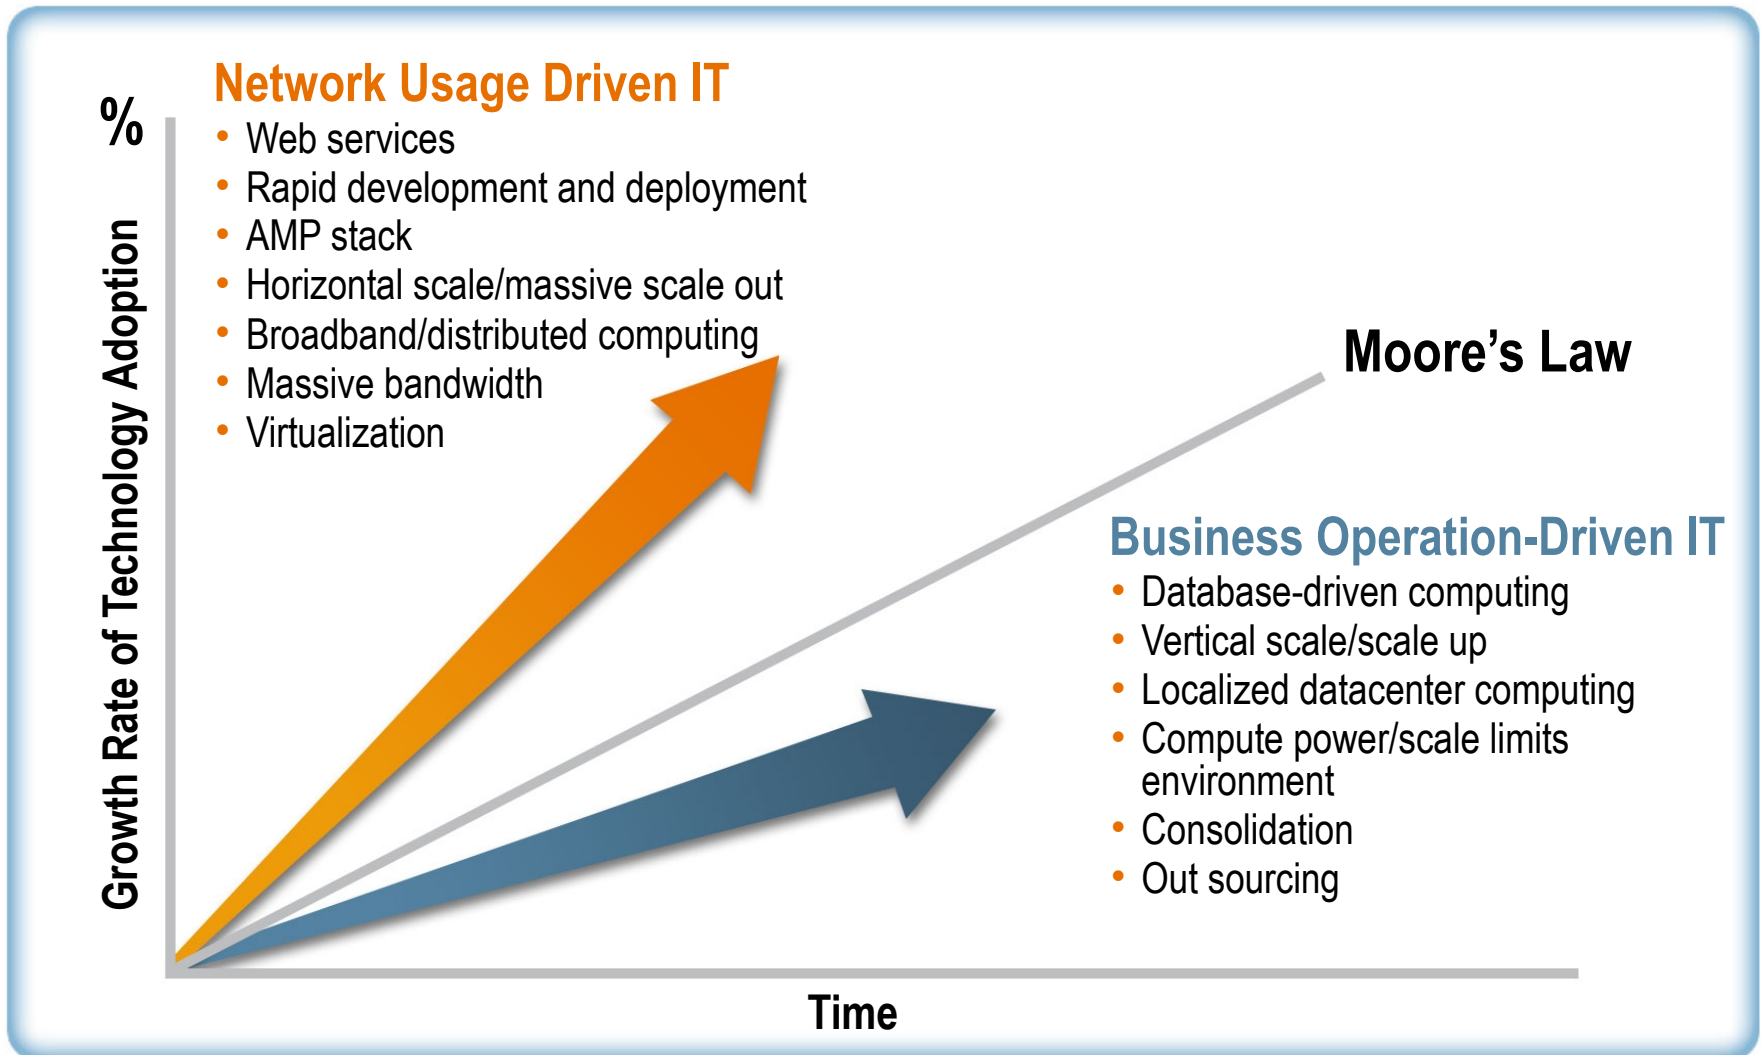 Network Usage Driven IT
%
• Web services
• Rapid development and deployment
• AMP stack
• Horizontal scale/massive scale out
• Broadband/distributed computing
• Massive bandwidth
• Virtualization
Growth Rate of Technology Adoption
Moore’s Law
Business Operation-Driven IT
• Database-driven computing
• Vertical scale/scale up
• Localized datacenter computing
• Compute power/scale limits
environment
• Consolidation
• Out sourcing
Time